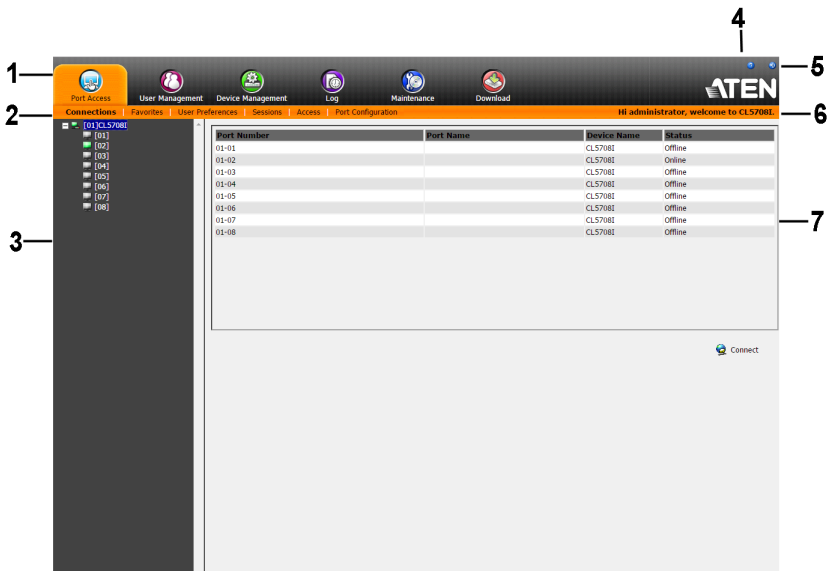 4
1
5
ATEN
Port Access User Management Device Management Log Maintenance Download
2
Connections Favorites User Preferences Sessions Access Port Configuration Hi administrator, welcome to CL5708I.
6
[01]CL5708I
[01]
[02]
[03]
[04]
[05]
[06]
[07]
[08]
3
Port Number Port Name Device Name Status
01-01 CL5708I Offline
01-02 CL5708I Online
01-03 CL5708I Offline
01-04 CL5708I Offline
01-05 CL5708I Offline
01-06 CL5708I Offline
01-07 CL5708I Offline
01-08 CL5708I Offline
7
Connect